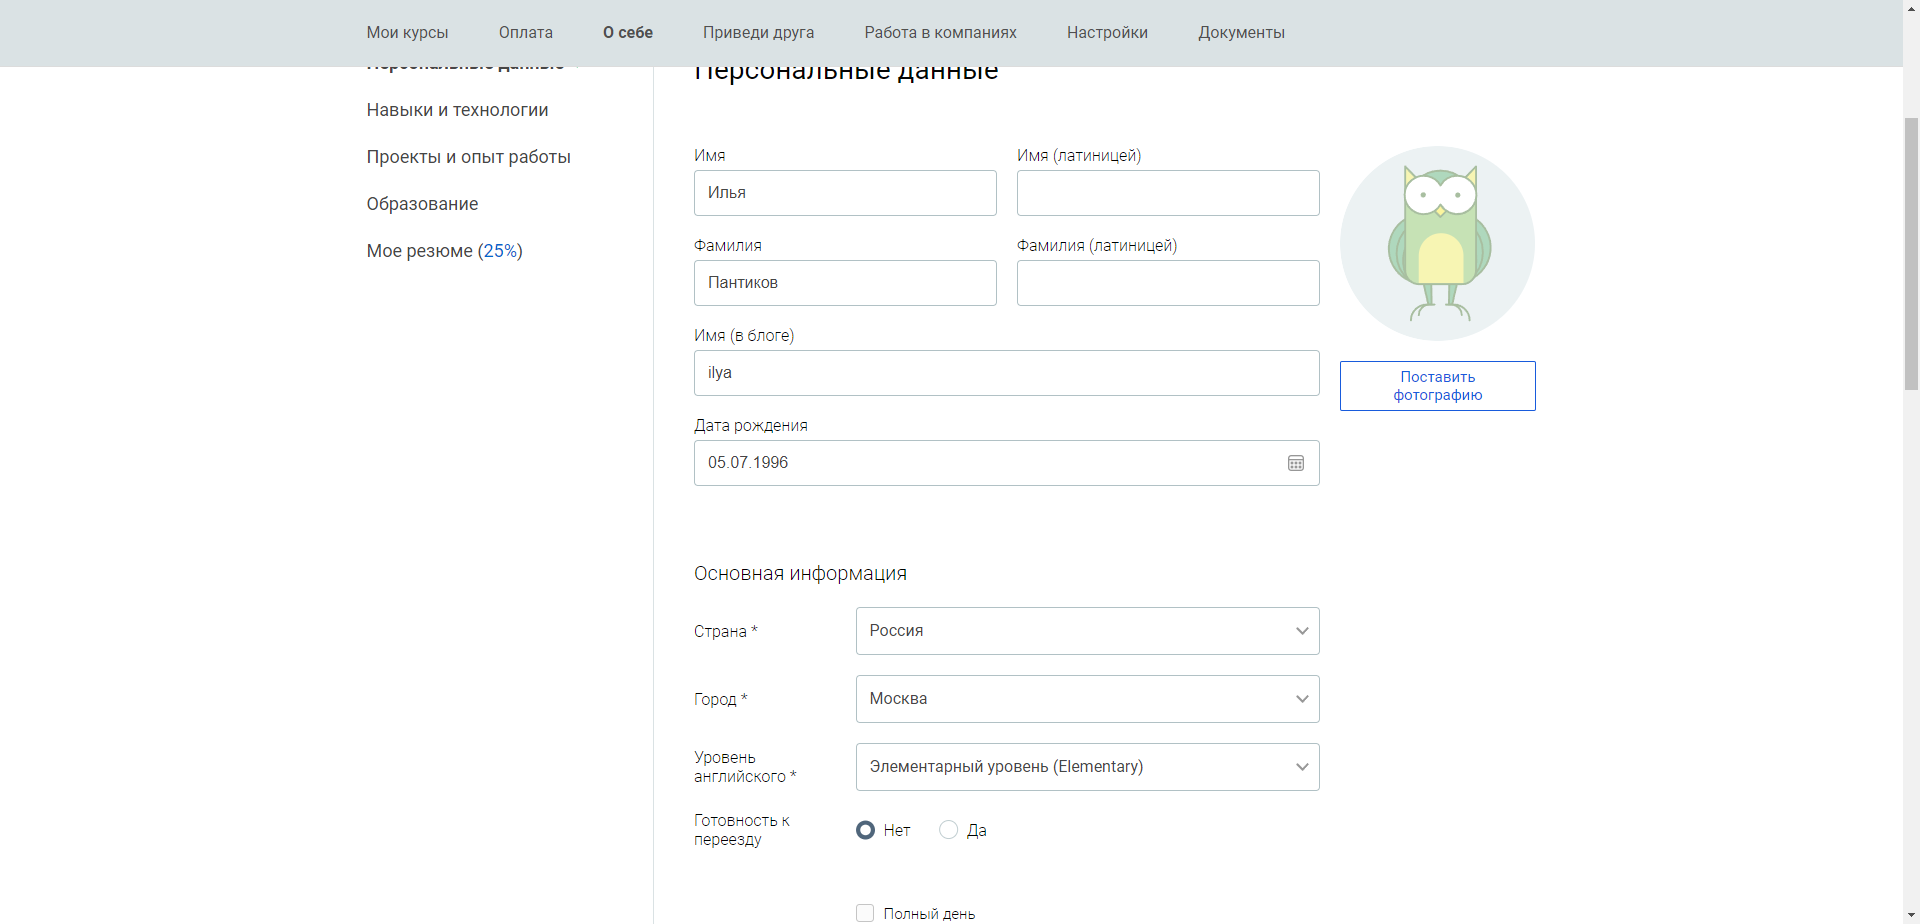 Мои курсы Оплата О себе Приведи друга Работа в компаниях Настройки Документы
Персональные данные
Навыки и технологии
Проекты и опыт работы
Образование
Мое резюме (25%)
Персональные данные
Имя Имя (латиницей)
Илья
Фамилия Фамилия (латиницей)
Пантиков
Имя (в блоге)
ilya
Поставить
фотографию
Дата рождения
05.07.1996
Основная информация
Страна * Россия
Город * Москва
Уровень
английского *
Элементарный уровень (Elementary)
Готовность к
переезду
Нет Да
Полный день